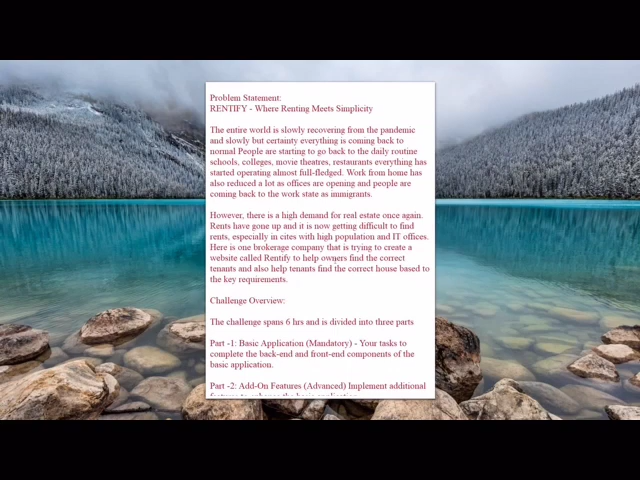 Problem Statement:
RENTIFY - Where Renting Meets Simplicity
The entire world is slowly recovering from the pandemic
and slowly but certainty everything is coming back to
normal People are starting to go back to the daily routine
schools, colleges, movie theatres, restaurants everything has
started operating almost full-fledged. Work from home has
also reduced a lot as offices are opening and people are
coming back to the work state as immigrants.
However, there is a high demand for real estate once again.
Rents have gone up and it is now getting difficult to find
rents, especially in cites with high population and IT offices.
Here is one brokerage company that is trying to create a
website called Rentify to help owners find the correct
tenants and also help tenants find the correct house based to
the key requirements.
Challenge Overview:
The challenge spans 6 hrs and is divided into three parts
Part -1: Basic Application (Mandatory) - Your tasks to
complete the back-end and front-end components of the
basic application.
Part -2: Add-On Features (Advanced) Implement additional